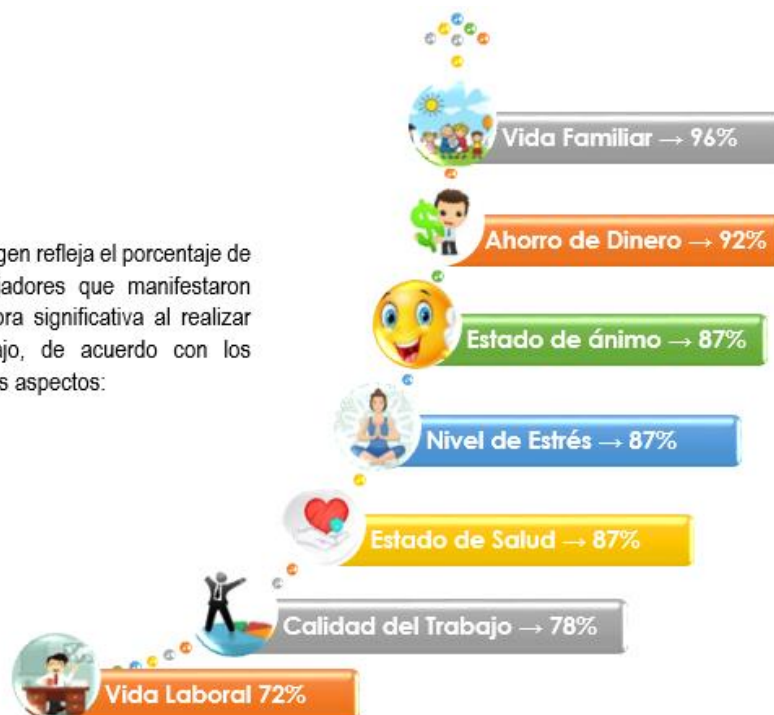 gen refleja el porcentaje de
adores que manifestaron
ora significativa al realizar
ajo, de acuerdo con los
s aspectos:
Vida Familiar → 96%
Ahorro de Dinero → 92%
Estado de ánimo → 87%
Nivel de Estrés → 87%
Estado de Salud → 87%
Calidad del Trabajo → 78%
Vida Laboral 72%